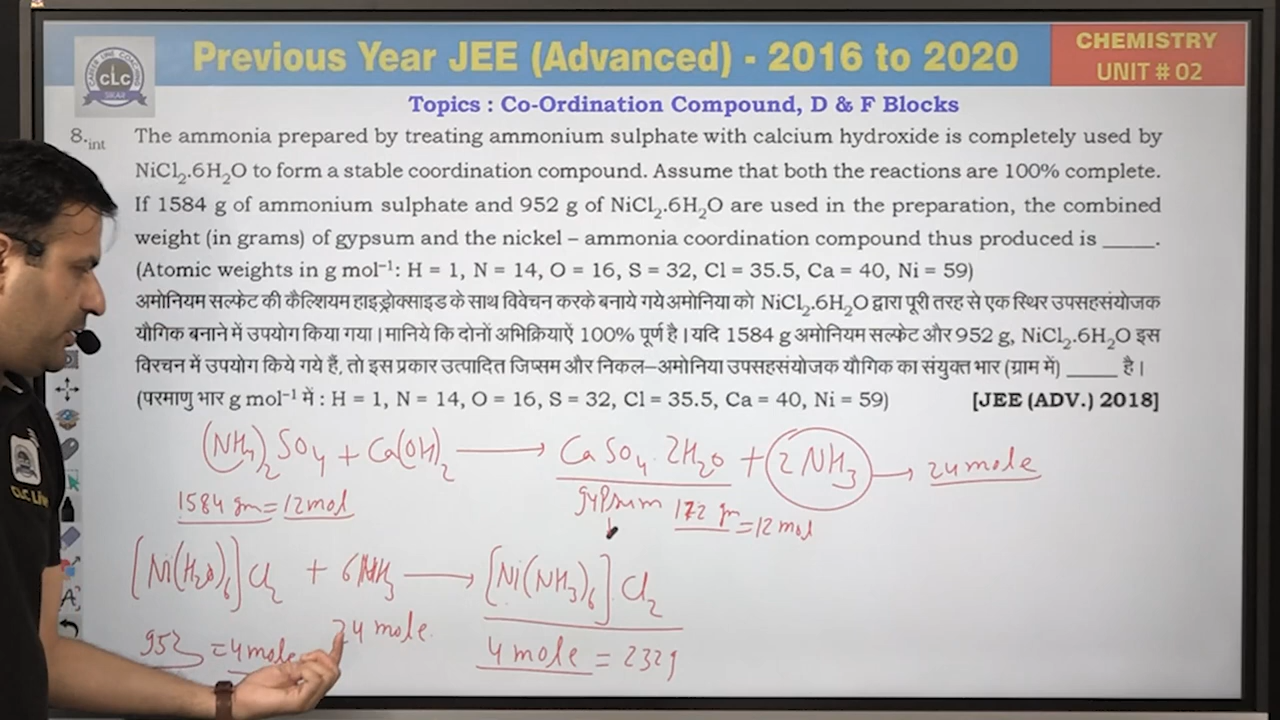 Previous Year JEE (Advanced) - 2016 to 2020
CHEMISTRY
UNIT # 02
CLC
SIKAR
Topics : Co-Ordination Compound, D & F Blocks
8.int The ammonia prepared by treating ammonium sulphate with calcium hydroxide is completely used by
NiCl₂.6H₂O to form a stable coordination compound. Assume that both the reactions are 100% complete.
If 1584 g of ammonium sulphate and 952 g of NiCl₂.6H₂O are used in the preparation, the combined
weight (in grams) of gypsum and the nickel – ammonia coordination compound thus produced is ____.
(Atomic weights in g mol⁻¹: H = 1, N = 14, O = 16, S = 32, Cl = 35.5, Ca = 40, Ni = 59)
अमोनियम सल्फेट की कैल्शियम हाइड्रोक्साइड के साथ विवेचन करके बनाये गये अमोनिया को NiCl₂.6H₂O द्वारा पूरी तरह से एक स्थिर उपसहसंयोजक
यौगिक बनाने में उपयोग किया गया। मानिये कि दोनों अभिक्रियाऐं 100% पूर्ण है। यदि 1584 g अमोनियम सल्फेट और 952 g, NiCl₂.6H₂O इस
विरचन में उपयोग किये गये हैं, तो इस प्रकार उत्पादित जिप्सम और निकल–अमोनिया उपसहसंयोजक यौगिक का संयुक्त भार (ग्राम में) _____ है।
(परमाणु भार g mol⁻¹ में : H = 1, N = 14, O = 16, S = 32, Cl = 35.5, Ca = 40, Ni = 59) [JEE (ADV.) 2018]
(NH₄)₂SO₄ + Ca(OH)₂ ⟶ CaSO₄.2H₂O + 2NH₃ → 24 mole
1584 gm = 12mol gypsum 172 gm = 12 mol
[Ni(H₂O)₆]Cl₂ + 6NH₃ ⟶ [Ni(NH₃)₆]Cl₂
952 = 4mole 24 mole. 4 mole = 232g